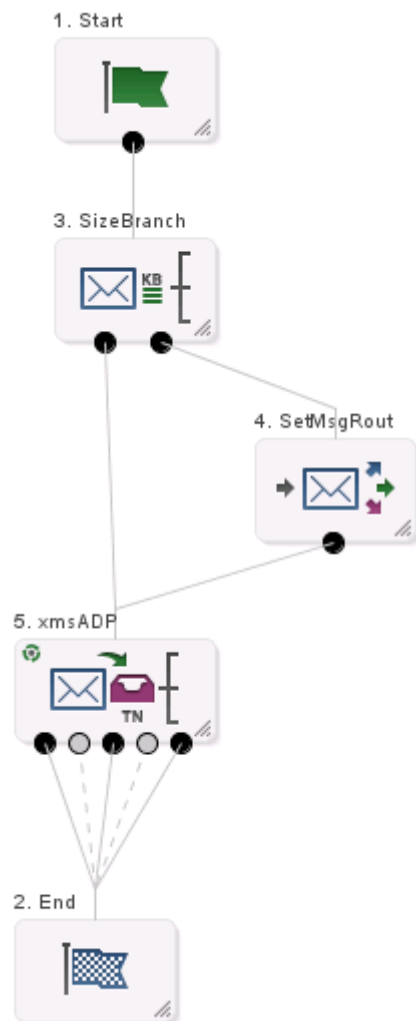 1. Start
3. SizeBranch
KB
4. SetMsgRout
5. xmsADP
TN
2. End